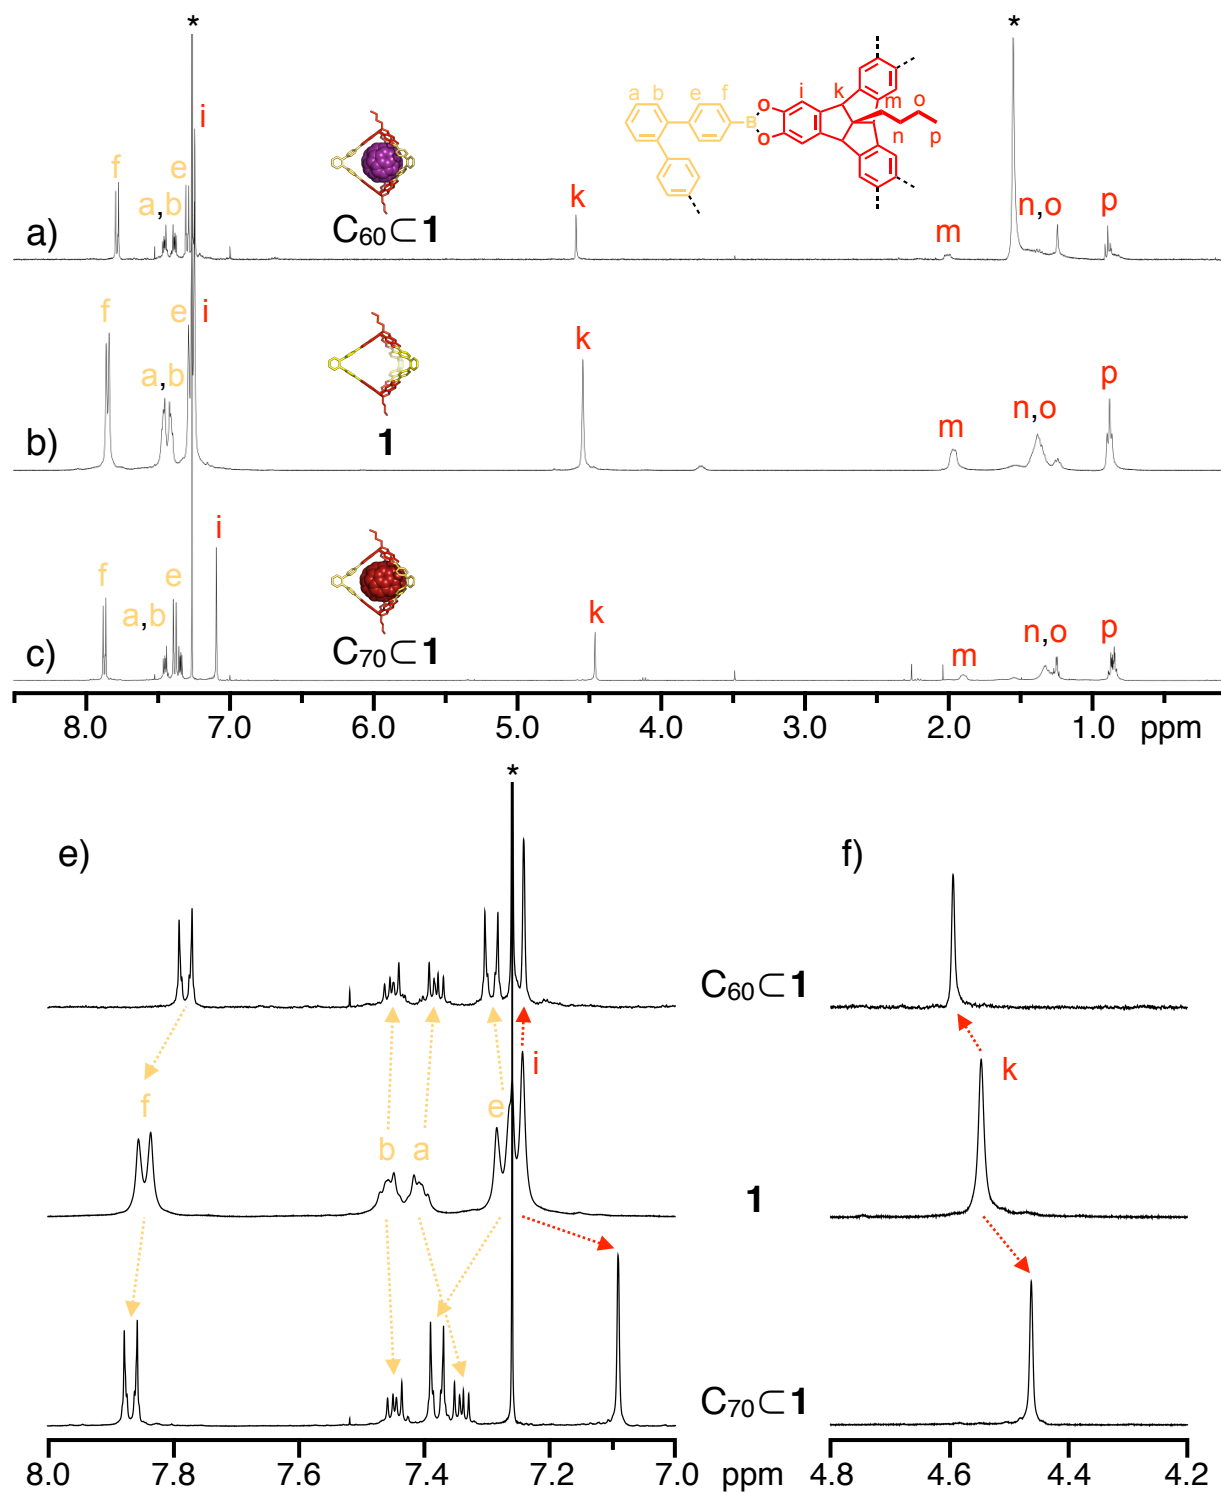 * *
a b e f i k m o n p B O O
i
f e
a,b k n,o p
a) C60⊂1 m
f e i k p
a,b n,o
b) 1 m
i
f e
a,b k n,o p
c) C70⊂1 m
8.0 7.0 6.0 5.0 4.0 3.0 2.0 1.0 ppm
*
e) f)
C60⊂1
i k
f e
b a
1
C70⊂1
8.0 7.8 7.6 7.4 7.2 7.0 ppm 4.8 4.6 4.4 4.2